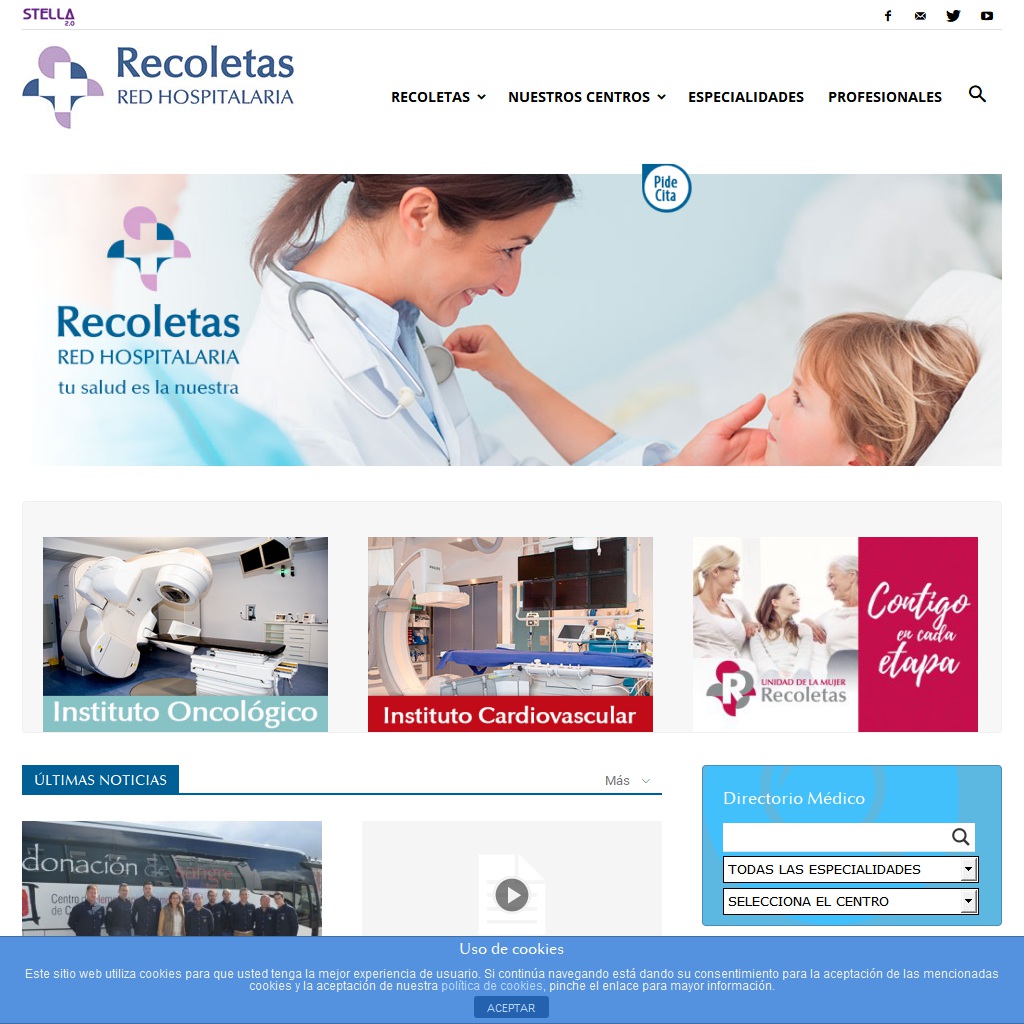 STELLA
2.0
Recoletas
RED HOSPITALARIA
RECOLETAS
NUESTROS CENTROS
ESPECIALIDADES
PROFESIONALES
Pide
Cita
Recoletas
RED HOSPITALARIA
tu salud es la nuestra
Instituto Oncológico
Instituto Cardiovascular
Contigo
en cada
etapa
R
UNIDAD DE LA MUJER
Recoletas
ÚLTIMAS NOTICIAS
Más
donación de sangre
Directorio Médico
TODAS LAS ESPECIALIDADES
SELECCIONA EL CENTRO
Uso de cookies
Este sitio web utiliza cookies para que usted tenga la mejor experiencia de usuario. Si continúa navegando está dando su consentimiento para la aceptación de las mencionadas
cookies y la aceptación de nuestra política de cookies, pinche el enlace para mayor información.
ACEPTAR